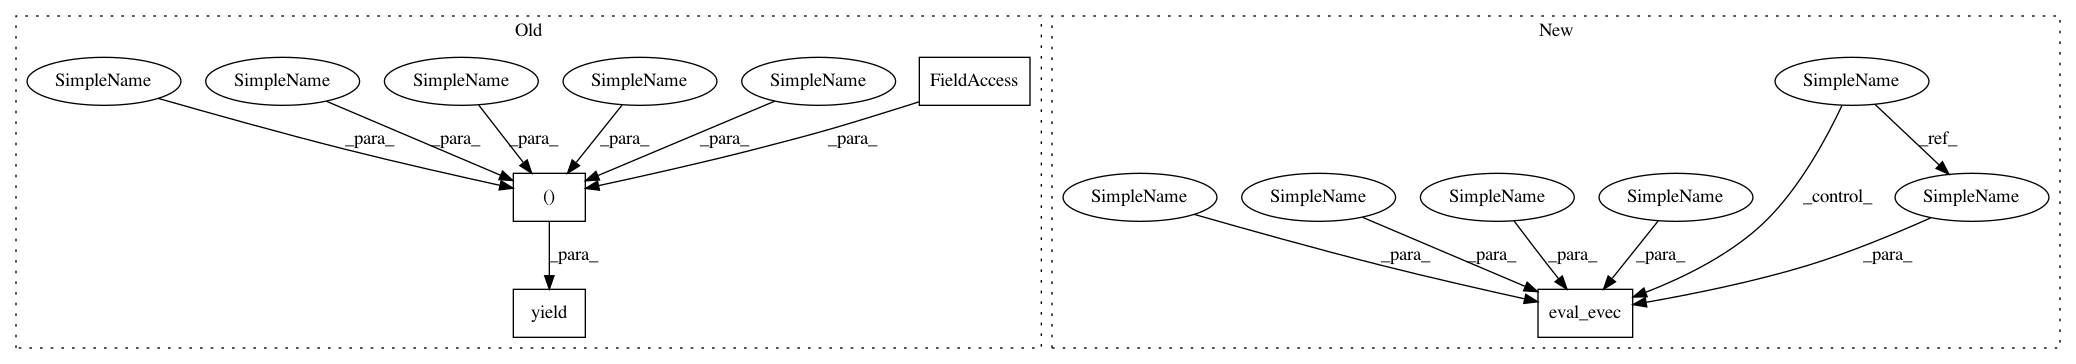 Old
New
SimpleName
SimpleName
SimpleName
SimpleName
SimpleName
FieldAccess
SimpleName
_para_
_para_
_para_
_para_
_para_
_para_
_ref_
()
SimpleName
SimpleName
SimpleName
SimpleName
_control_
SimpleName
_para_
_para_
_para_
_para_
_para_
_para_
yield
eval_evec